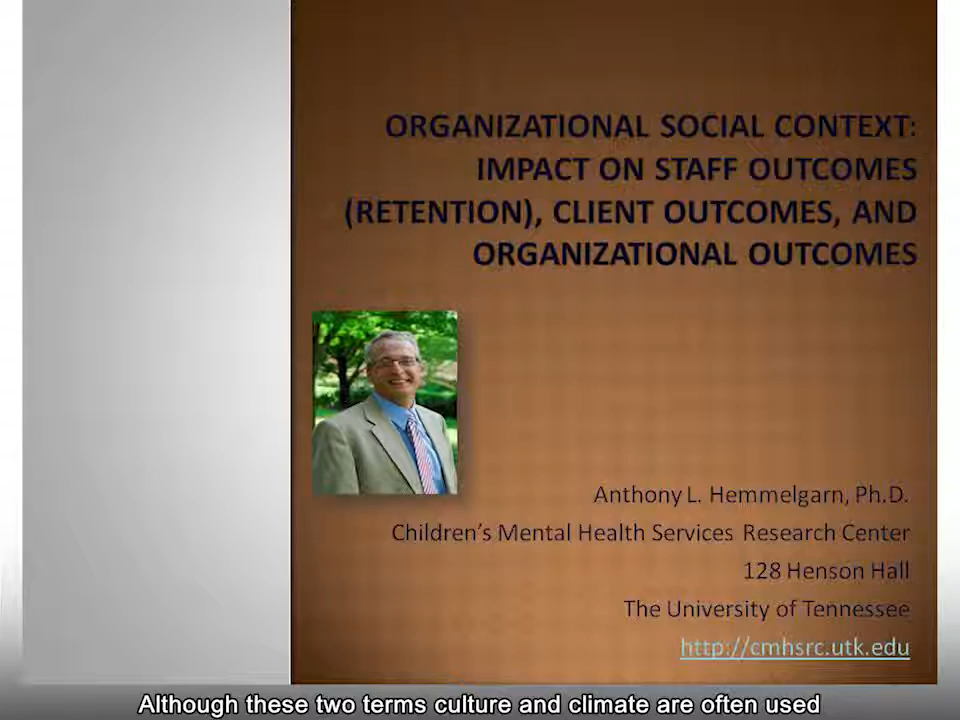 ORGANIZATIONAL SOCIAL CONTEXT:
IMPACT ON STAFF OUTCOMES
(RETENTION), CLIENT OUTCOMES, AND
ORGANIZATIONAL OUTCOMES
Anthony L. Hemmelgarn, Ph.D.
Children's Mental Health Services Research Center
128 Henson Hall
The University of Tennessee
http://cmhsrc.utk.edu
Although these two terms culture and climate are often used